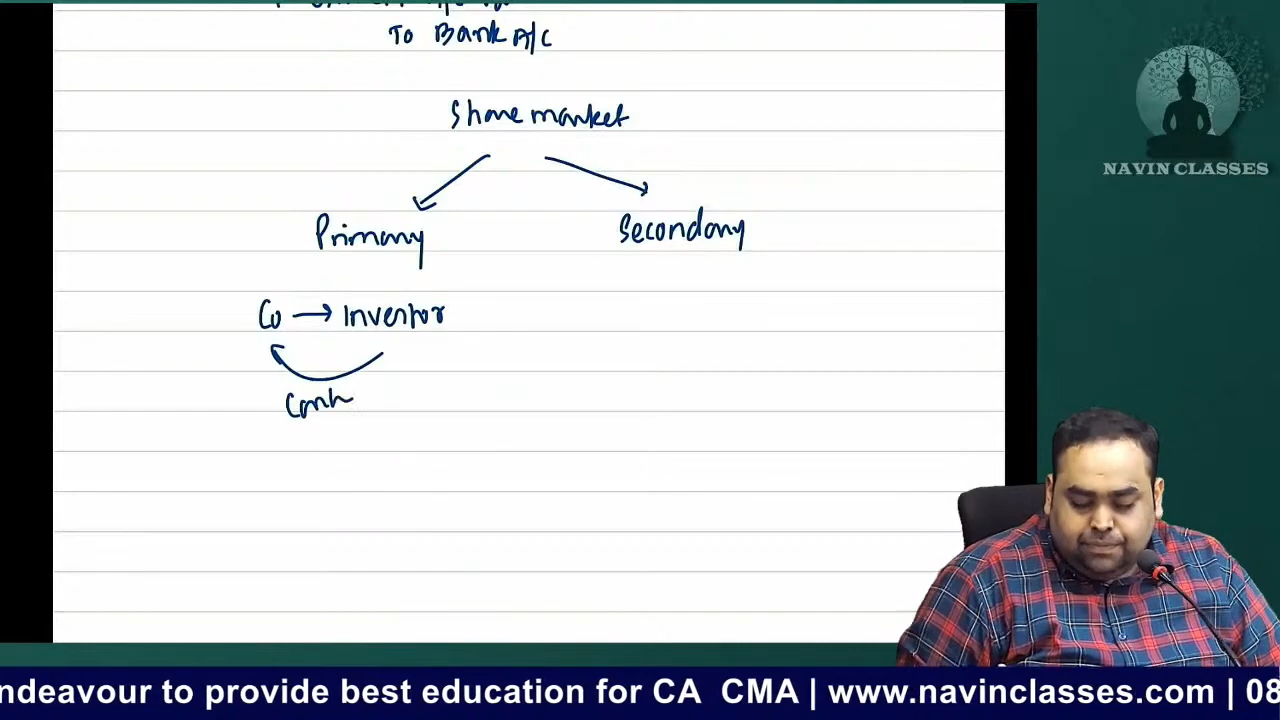 To Bank A/C
Share market
Primary
Secondary
Co → Investor
Cash
NAVIN CLASSES
ndeavour to provide best education for CA CMA | www.navinclasses.com | 08